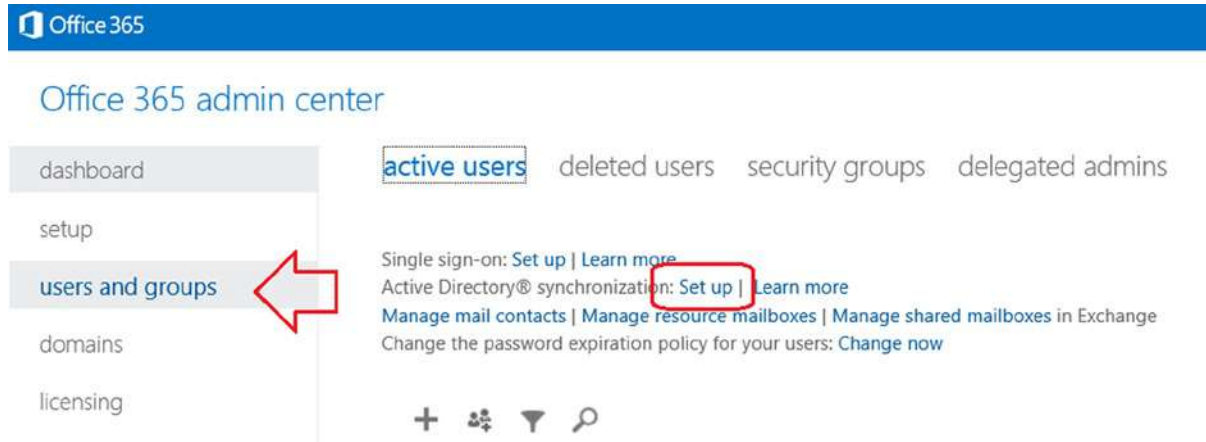 Office 365
Office 365 admin center
dashboard
setup
users and groups
domains
licensing
active users deleted users security groups delegated admins
Single sign-on: Set up | Learn more
Active Directory® synchronization: Set up | Learn more
Manage mail contacts | Manage resource mailboxes | Manage shared mailboxes in Exchange
Change the password expiration policy for your users: Change now